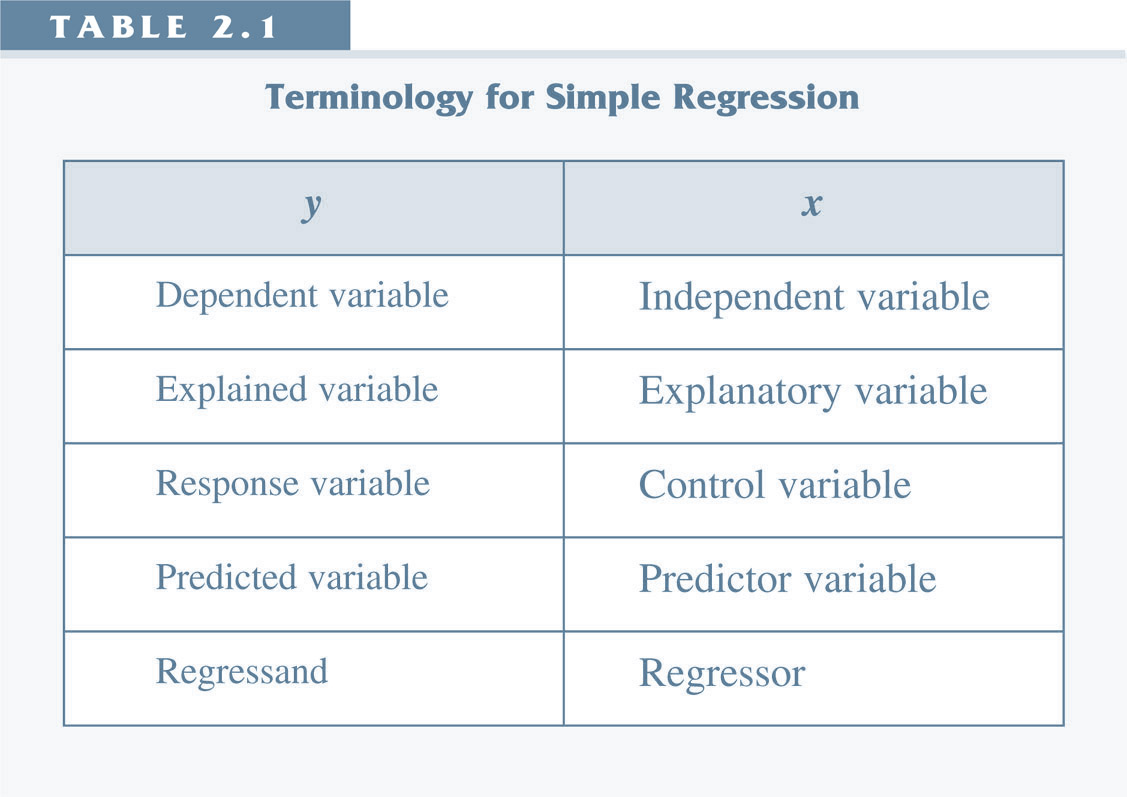 TABLE 2.1
Terminology for Simple Regression
y x
Dependent variable Independent variable
Explained variable Explanatory variable
Response variable Control variable
Predicted variable Predictor variable
Regressand Regressor